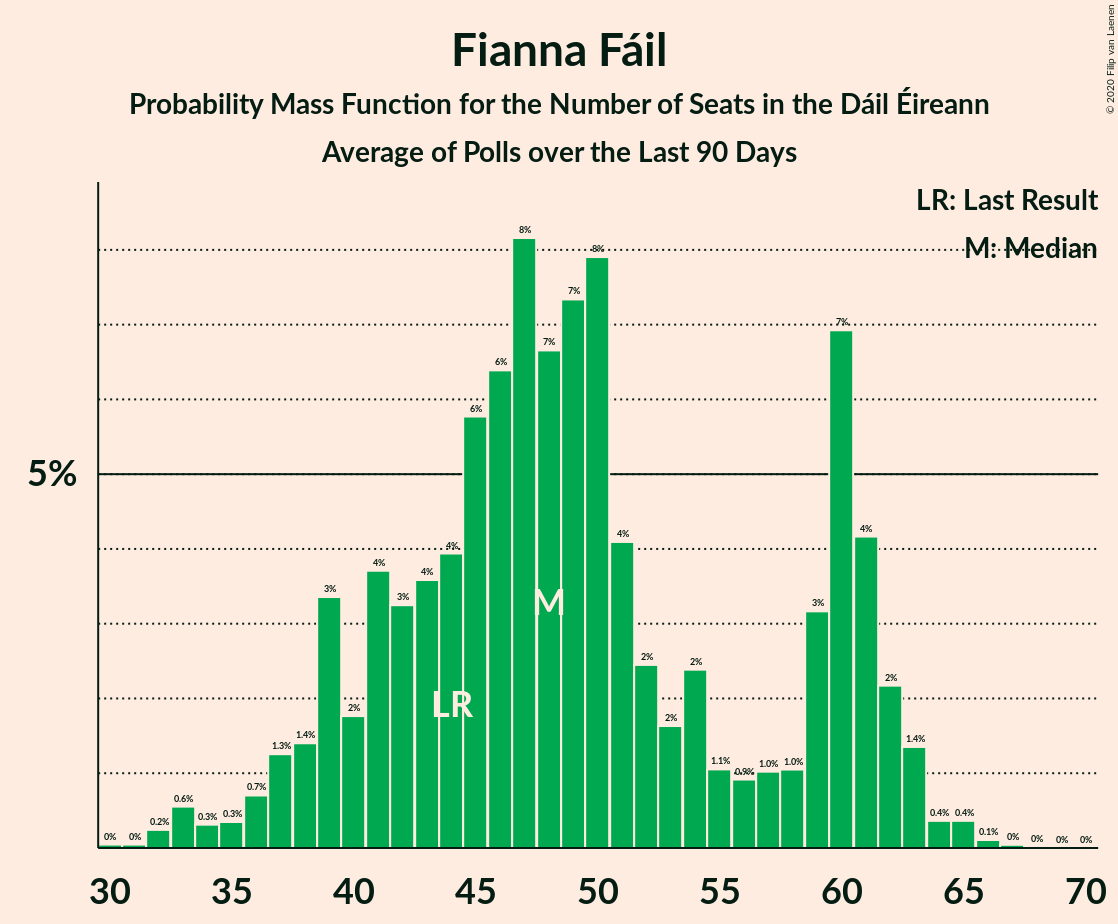 Fianna Fáil
Probability Mass Function for the Number of Seats in the Dáil Éireann
Average of Polls over the Last 90 Days
© 2020 Filip van Laenen
LR: Last Result
M: Median
5%
0% 0% 0.2% 0.6% 0.3% 0.3% 0.7% 1.3% 1.4% 3% 2% 4% 3% 4% 4% 6% 6% 8% 7% 7% 8% 4% 2% 2% 2% 1.1% 0.9% 1.0% 1.0% 3% 7% 4% 2% 1.4% 0.4% 0.4% 0.1% 0% 0% 0% 0%
M
LR
30 35 40 45 50 55 60 65 70